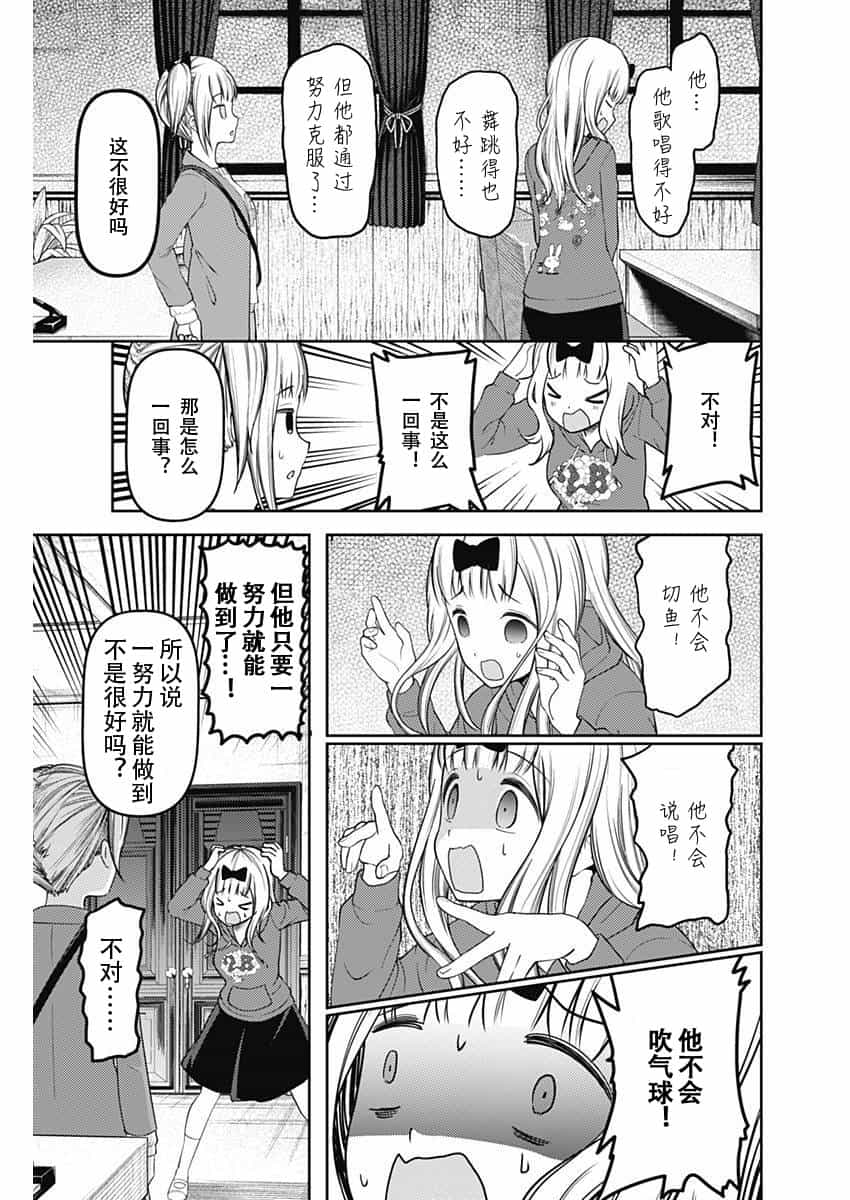 他…
他歌唱得不好
舞跳得也
不好……
但他都通过
努力克服了…
这不很好吗
不对！
不是这么
一回事！
那是怎么
一回事？
他不会
切鱼！
他不会
说唱！
他不会
吹气球！
但他只要一
努力就能
做到了…！
所以说
一努力就能做到
不是很好吗？
不对…